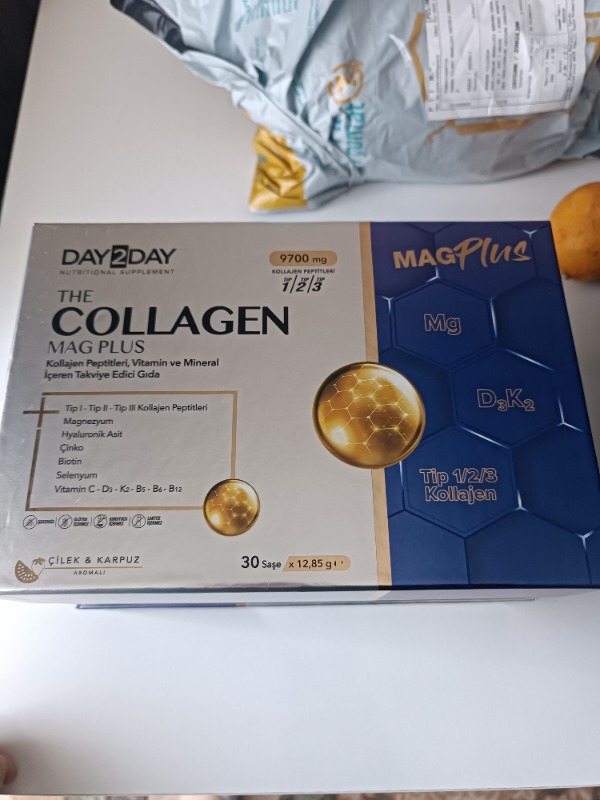 DAY2DAY
NUTRITIONAL SUPPLEMENT
THE
COLLAGEN
MAG PLUS
Kollajen Peptitleri, Vitamin ve Mineral
İçeren Takviye Edici Gıda
9700 mg
KOLLAJEN PEPTİTLERİ
TİP TİP TİP
1/2/3
Tip I - Tip II - Tip III Kollajen Peptitleri
Magnezyum
Hyaluronik Asit
Çinko
Biotin
Selenyum
Vitamin C - D3 - K2 - B5 - B6 - B12
ÇİLEK & KARPUZ
AROMALI
30 Saşe x 12,85 g
MAGPlus
Mg
D3K2
Tip 1/2/3
Kollajen